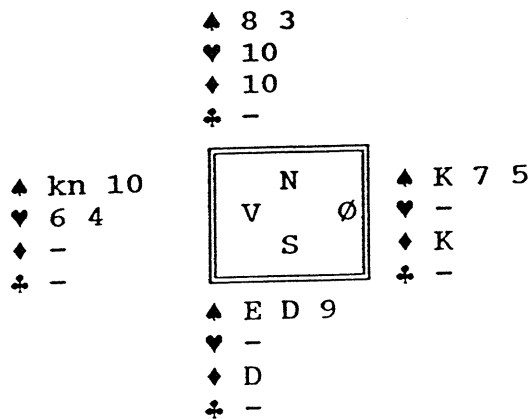 ♠ 8 3
♥ 10
♦ 10
♣ -
♠ kn 10
♥ 6 4
♦ -
♣ -
N
V Ø
S
♠ K 7 5
♥ -
♦ K
♣ -
♠ E D 9
♥ -
♦ D
♣ -